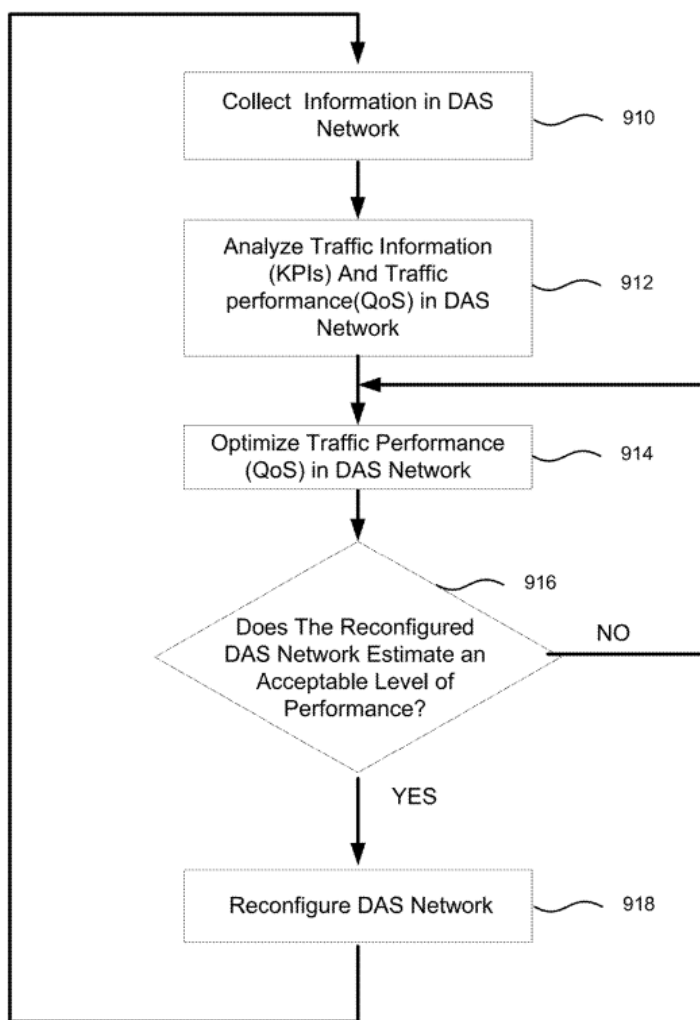 Collect Information in DAS
Network
910
Analyze Traffic Information
(KPIs) And Traffic
performance(QoS) in DAS
Network
912
Optimize Traffic Performance
(QoS) in DAS Network
914
916
Does The Reconfigured
DAS Network Estimate an
Acceptable Level of
Performance?
NO
YES
Reconfigure DAS Network
918